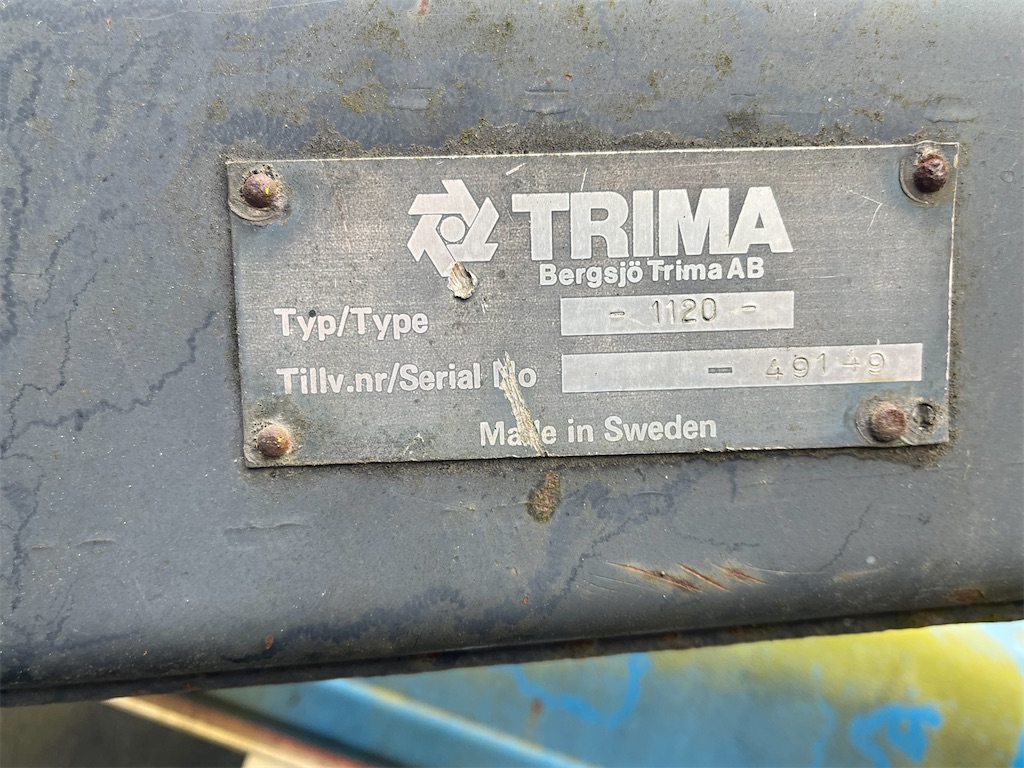 TRIMA
Bergsjö Trima AB
Typ/Type - 1120 -
Tillv.nr/Serial No - 49149
Made in Sweden